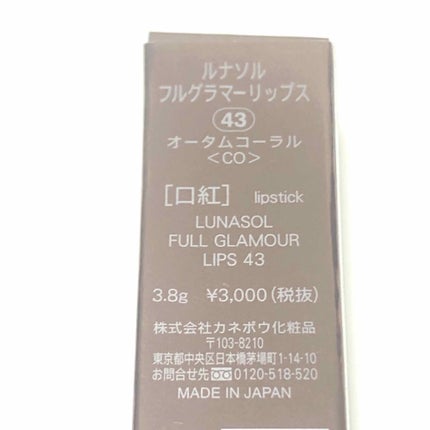 ルナソル
フルグラマーリップス
43
オータムコーラル
<CO>
[口紅] lipstick
LUNASOL
FULL GLAMOUR
LIPS 43
3.8g ¥3,000(税抜)
株式会社カネボウ化粧品
〒103-8210
東京都中央区日本橋茅場町1-14-10
お問合せ先 0120-518-520
MADE IN JAPAN